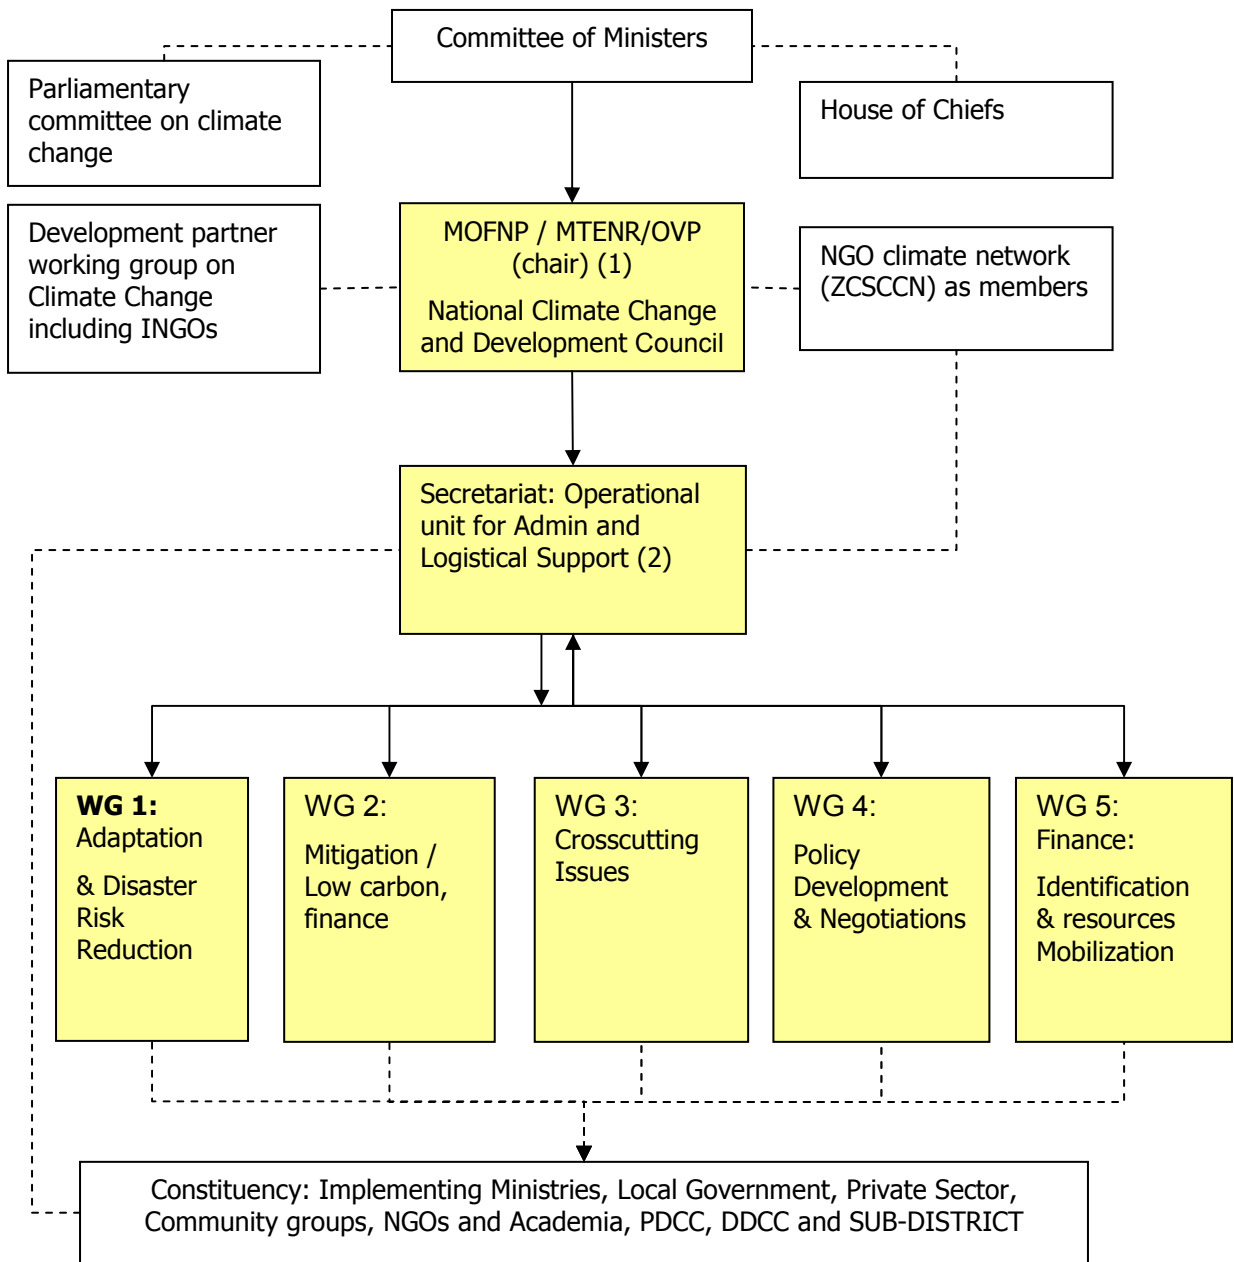 Committee of Ministers
Parliamentary
committee on climate
change
House of Chiefs
Development partner
working group on
Climate Change
including INGOs
MOFNP / MTENR/OVP
(chair) (1)
National Climate Change
and Development Council
NGO climate network
(ZCSCCN) as members
Secretariat: Operational
unit for Admin and
Logistical Support (2)
WG 1:
Adaptation
& Disaster
Risk
Reduction
WG 2:
Mitigation /
Low carbon,
finance
WG 3:
Crosscutting
Issues
WG 4:
Policy
Development
& Negotiations
WG 5:
Finance:
Identification
& resources
Mobilization
Constituency: Implementing Ministries, Local Government, Private Sector,
Community groups, NGOs and Academia, PDCC, DDCC and SUB-DISTRICT